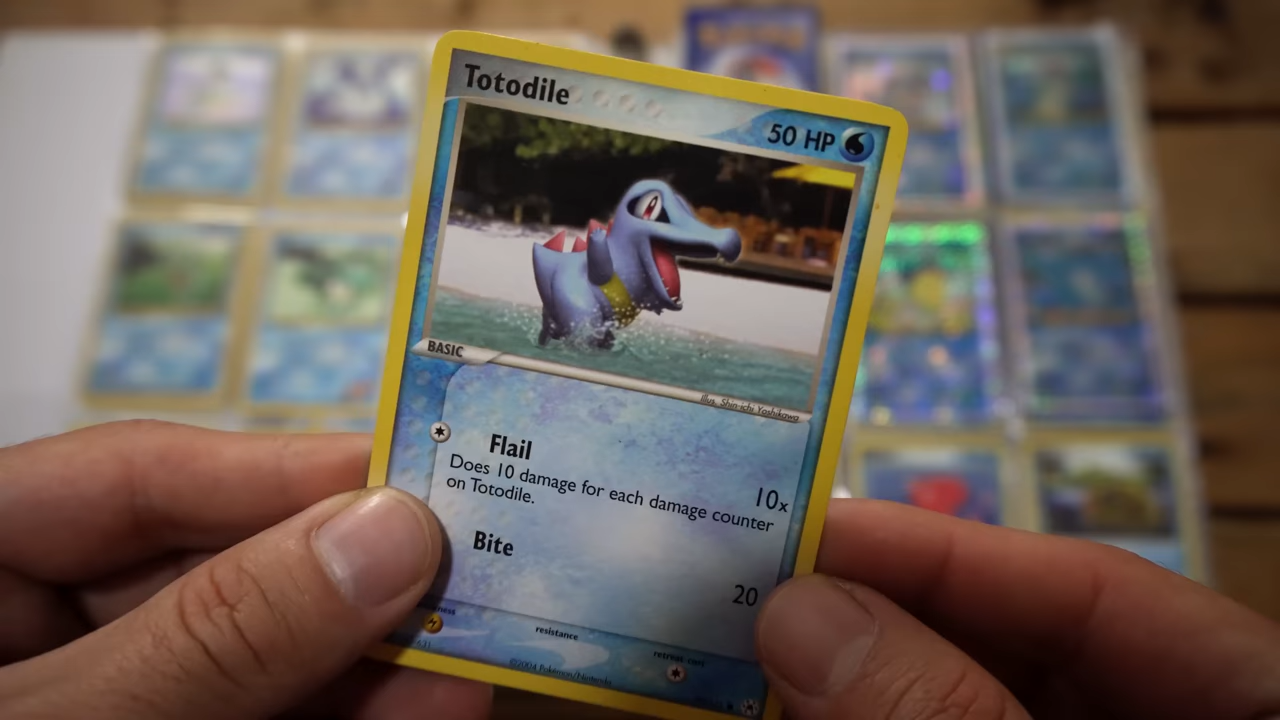 Totodile
50 HP
BASIC
Illus. Shin-ichi Yoshikawa
Flail
10x
Does 10 damage for each damage counter
on Totodile.
Bite
20
resistance
retreat cost
©2004 Pokémon/Nintendo